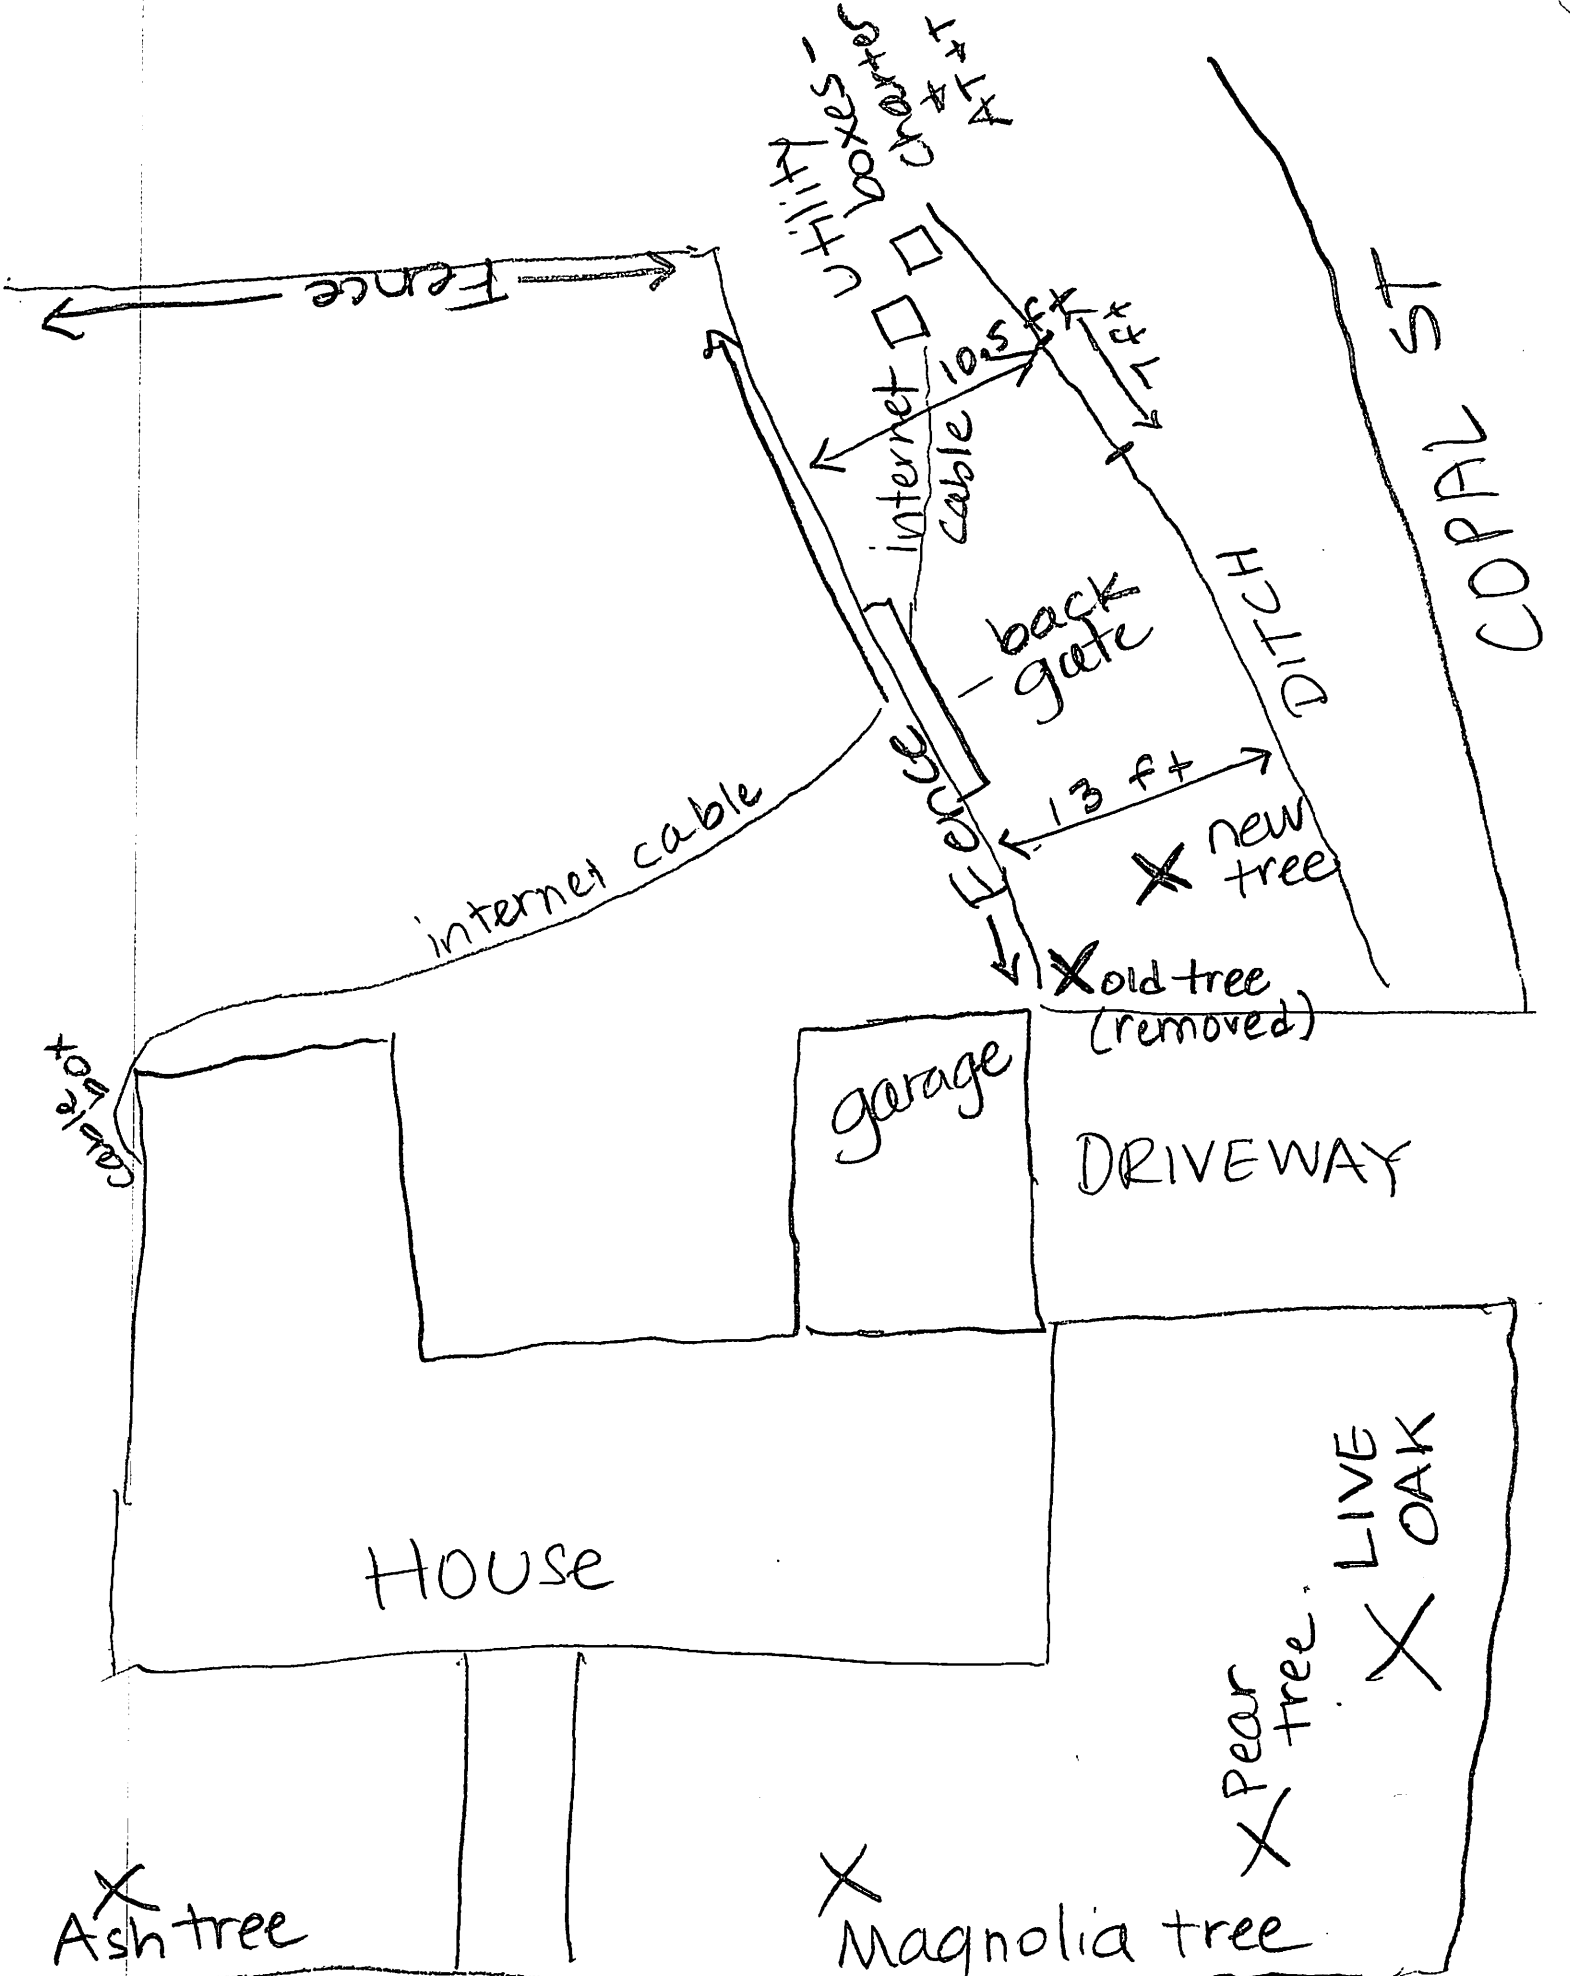 utility
boxes-
charter
& AT&T
Fence
10.5 ft
7 ft
internet
cable
COPAL ST
DITCH
back
gate
Fence
13 ft
new
tree
internet cable
old tree
(removed)
cable box
garage
DRIVEWAY
HOUSE
LIVE
OAK
Pear
tree
Ash tree
Magnolia tree